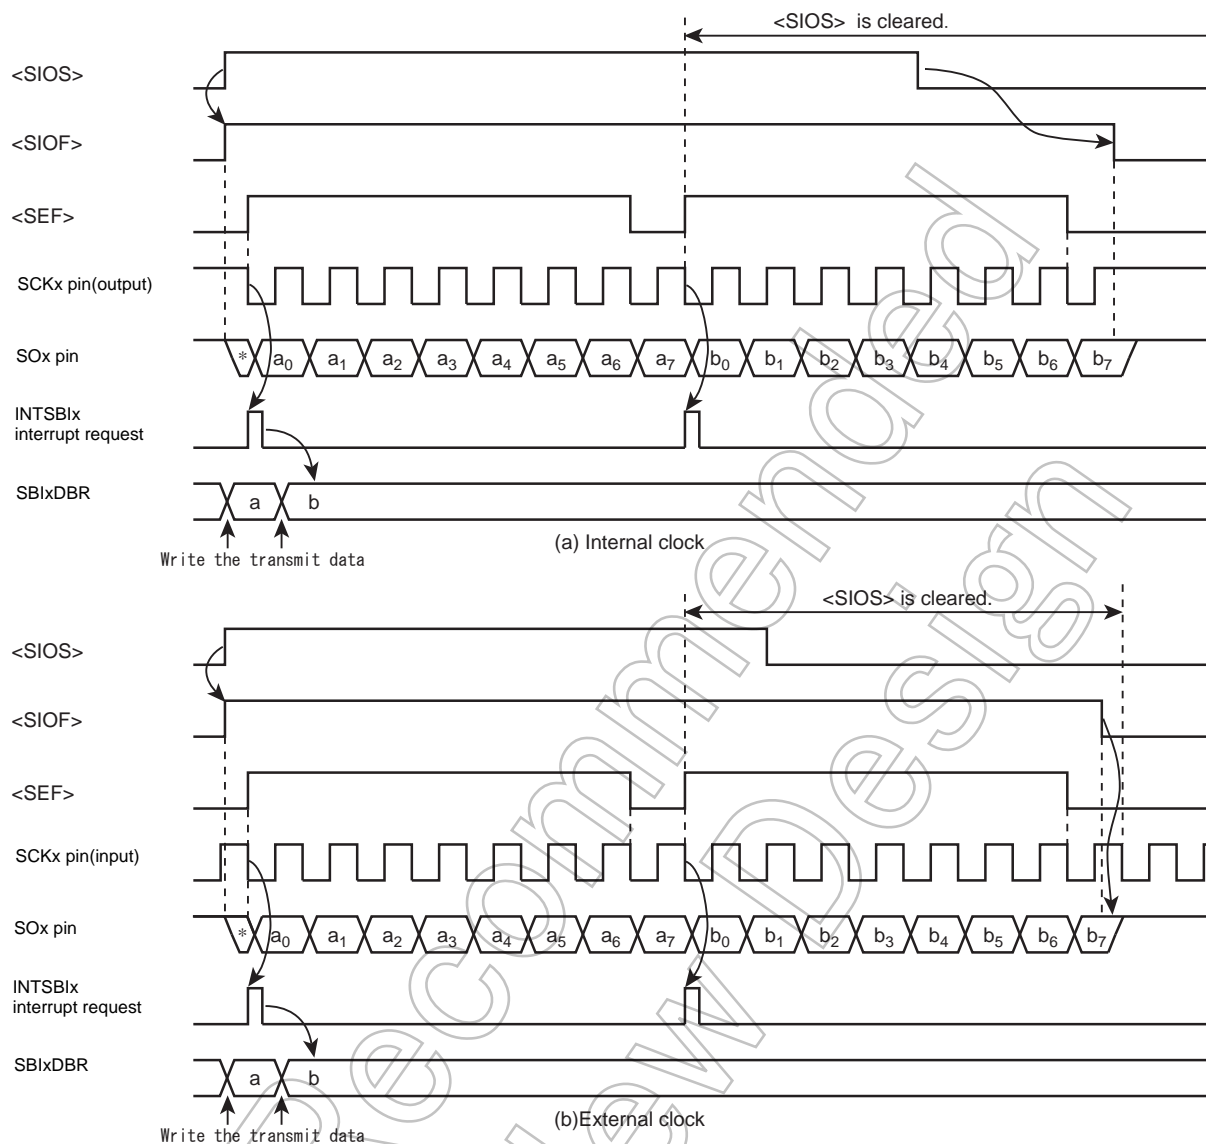 <SIOS> is cleared.
<SIOS>
<SIOF>
<SEF>
SCKx pin(output)
SOx pin
* a0 a1 a2 a3 a4 a5 a6 a7 b0 b1 b2 b3 b4 b5 b6 b7
INTSBIx
interrupt request
SBIxDBR
a b
(a) Internal clock
Write the transmit data
<SIOS> is cleared.
<SIOS>
<SIOF>
<SEF>
SCKx pin(input)
SOx pin
* a0 a1 a2 a3 a4 a5 a6 a7 b0 b1 b2 b3 b4 b5 b6 b7
INTSBIx
interrupt request
SBIxDBR
a b
(b)External clock
Write the transmit data
Recommended
New Design